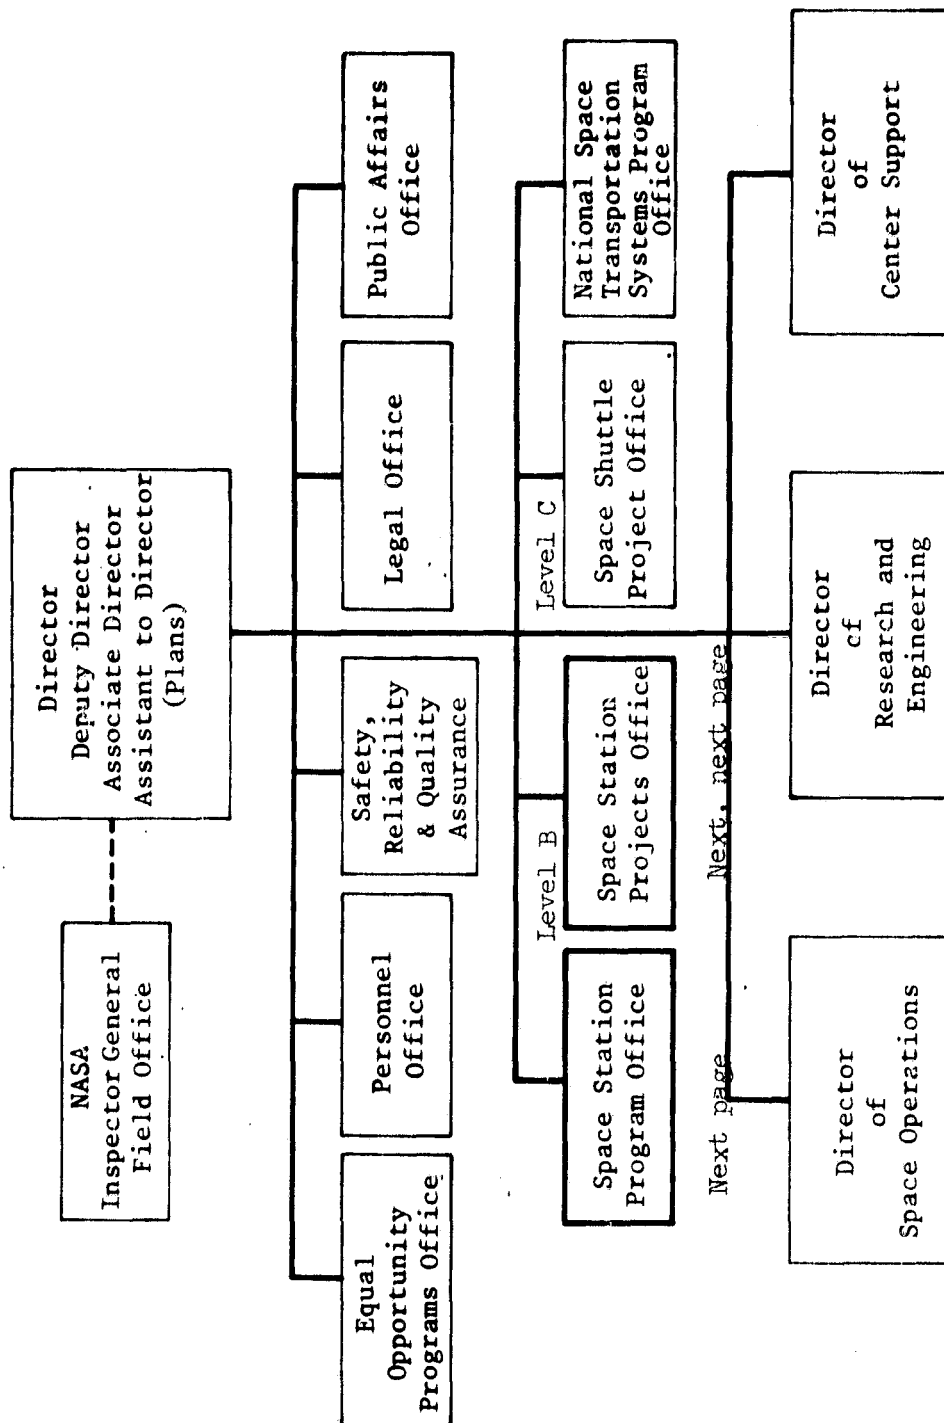 Director
Deputy Director
Associate Director
Assistant to Director
(Plans)
NASA
Inspector General
Field Office
Equal
Opportunity
Programs Office
Personnel
Office
Safety,
Reliability
& Quality
Assurance
Legal Office
Public Affairs
Office
Level B
Level C
Space Station
Program Office
Space Station
Projects Office
Space Shuttle
Project Office
National Space
Transportation
Systems Program
Office
Next page
Next, next page
Director
of
Space Operations
Director
of
Research and
Engineering
Director
of
Center Support